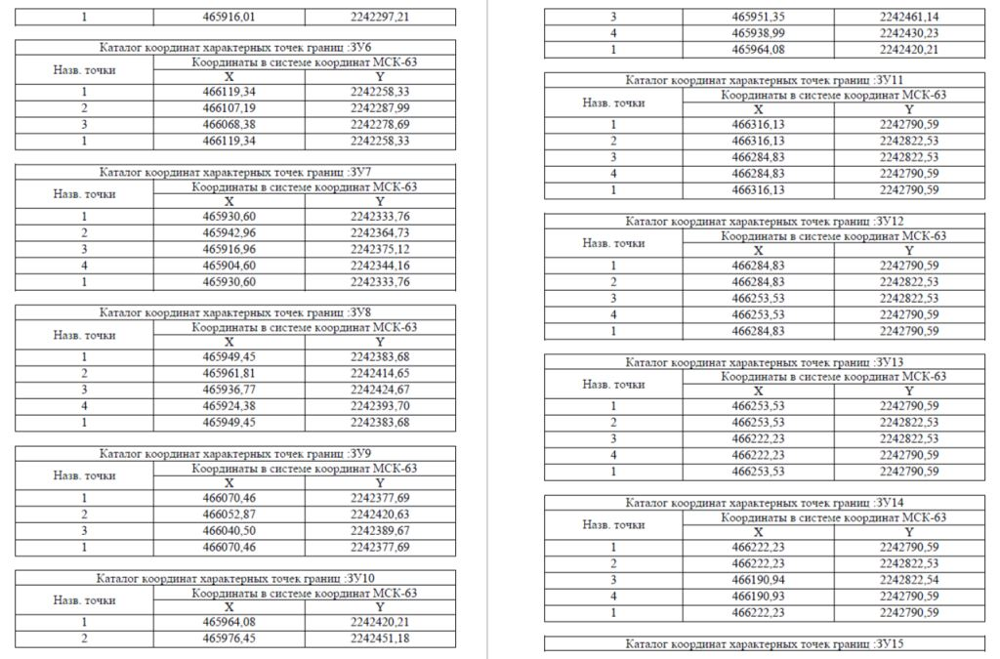 1 465916,01 2242297,21
Каталог координат характерных точек границ :ЗУ6
Назв. точки Координаты в системе координат МСК-63
X Y
1 466119,34 2242258,33
2 466107,19 2242287,99
3 466068,38 2242278,69
1 466119,34 2242258,33
Каталог координат характерных точек границ :ЗУ7
Назв. точки Координаты в системе координат МСК-63
X Y
1 465930,60 2242333,76
2 465942,96 2242364,73
3 465916,96 2242375,12
4 465904,60 2242344,16
1 465930,60 2242333,76
Каталог координат характерных точек границ :ЗУ8
Назв. точки Координаты в системе координат МСК-63
X Y
1 465949,45 2242383,68
2 465961,81 2242414,65
3 465936,77 2242424,67
4 465924,38 2242393,70
1 465949,45 2242383,68
Каталог координат характерных точек границ :ЗУ9
Назв. точки Координаты в системе координат МСК-63
X Y
1 466070,46 2242377,69
2 466052,87 2242420,63
3 466040,50 2242389,67
1 466070,46 2242377,69
Каталог координат характерных точек границ :ЗУ10
Назв. точки Координаты в системе координат МСК-63
X Y
1 465964,08 2242420,21
2 465976,45 2242451,18
3 465951,35 2242461,14
4 465938,99 2242430,23
1 465964,08 2242420,21
Каталог координат характерных точек границ :ЗУ11
Назв. точки Координаты в системе координат МСК-63
X Y
1 466316,13 2242790,59
2 466316,13 2242822,53
3 466284,83 2242822,53
4 466284,83 2242790,59
1 466316,13 2242790,59
Каталог координат характерных точек границ :ЗУ12
Назв. точки Координаты в системе координат МСК-63
X Y
1 466284,83 2242790,59
2 466284,83 2242822,53
3 466253,53 2242822,53
4 466253,53 2242790,59
1 466284,83 2242790,59
Каталог координат характерных точек границ :ЗУ13
Назв. точки Координаты в системе координат МСК-63
X Y
1 466253,53 2242790,59
2 466253,53 2242822,53
3 466222,23 2242822,53
4 466222,23 2242790,59
1 466253,53 2242790,59
Каталог координат характерных точек границ :ЗУ14
Назв. точки Координаты в системе координат МСК-63
X Y
1 466222,23 2242790,59
2 466222,23 2242822,53
3 466190,94 2242822,54
4 466190,93 2242790,59
1 466222,23 2242790,59
Каталог координат характерных точек границ :ЗУ15